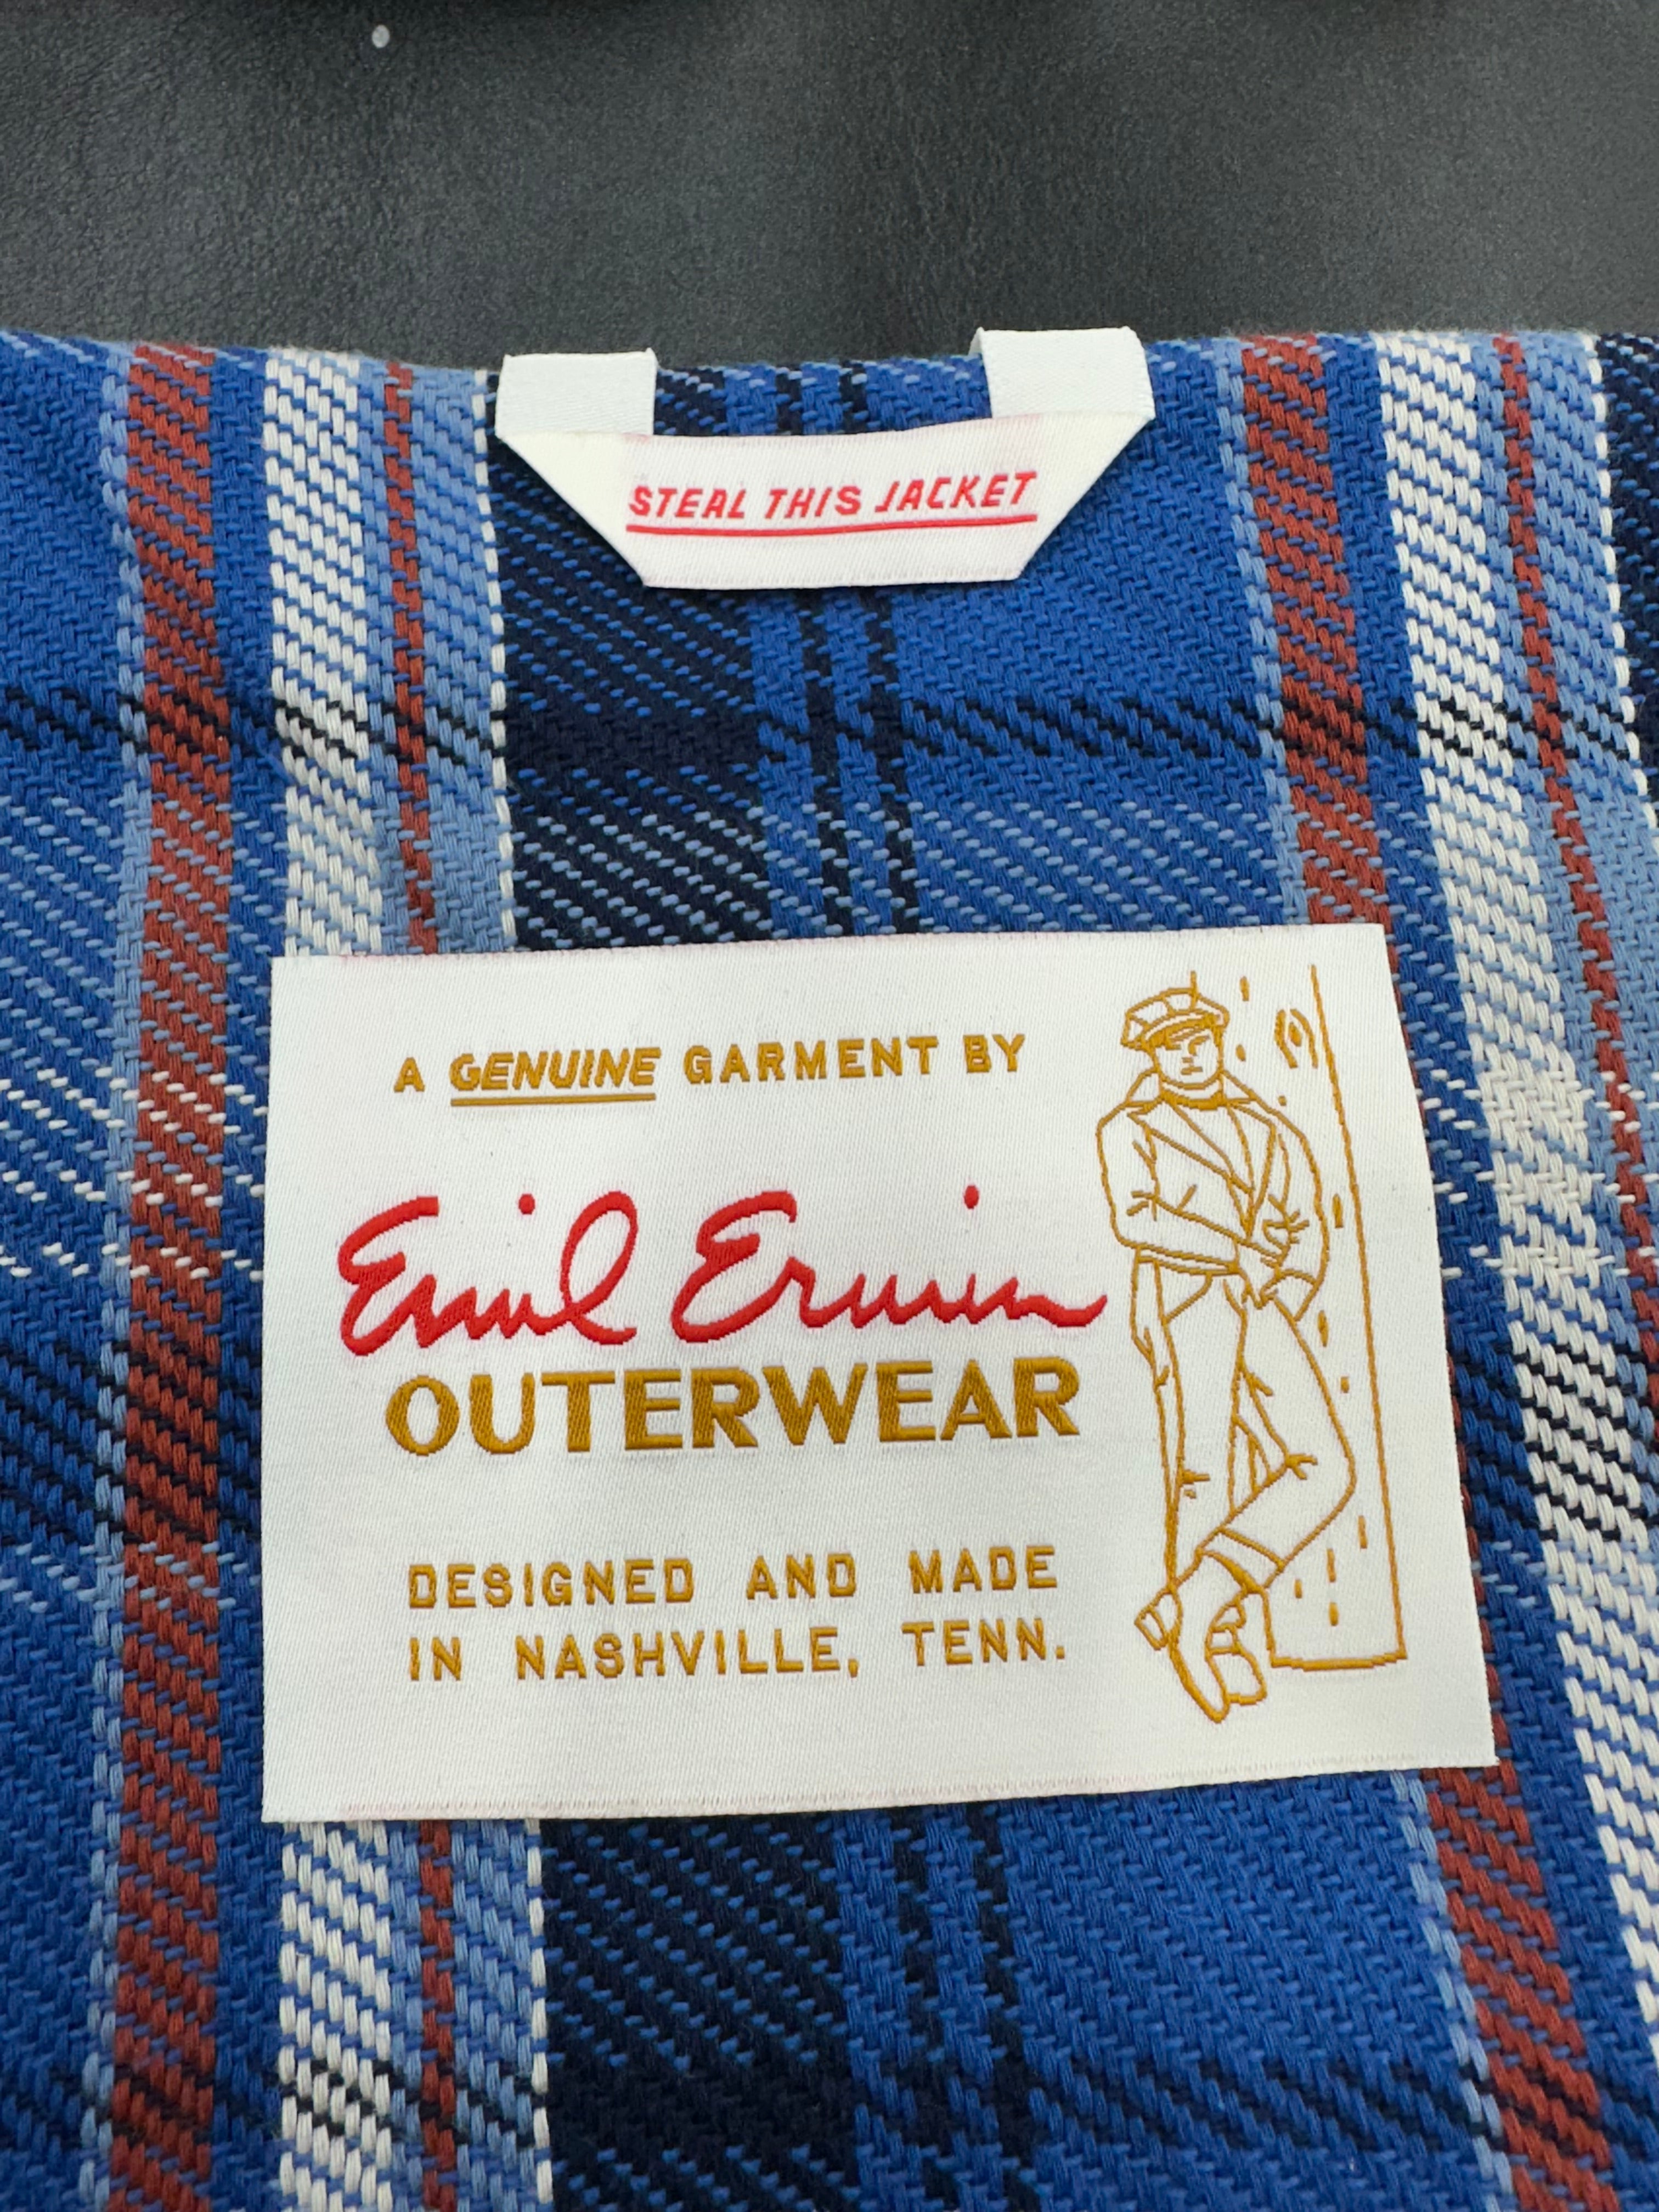 STEAL THIS JACKET
A GENUINE GARMENT BY
Emil Erwin
OUTERWEAR
DESIGNED AND MADE
IN NASHVILLE, TENN.